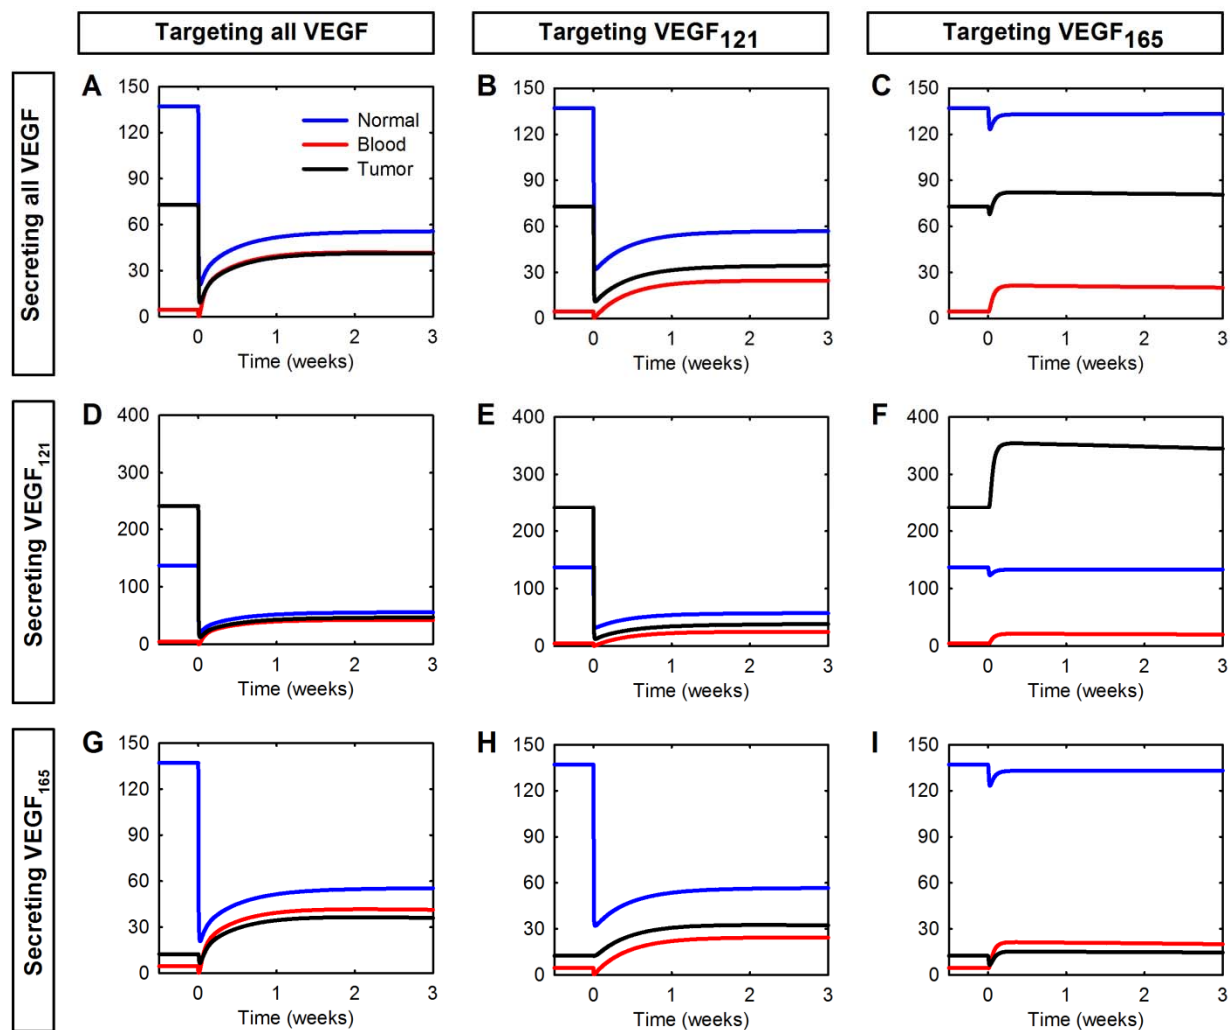 Targeting all VEGF
Targeting VEGF121
Targeting VEGF165
Secreting all VEGF
A
150
120
90
60
30
0
Normal
Blood
Tumor
0 1 2 3
Time (weeks)
B
150
120
90
60
30
0
0 1 2 3
Time (weeks)
C
150
120
90
60
30
0
0 1 2 3
Time (weeks)
Secreting VEGF121
D
400
300
200
100
0
0 1 2 3
Time (weeks)
E
400
300
200
100
0
0 1 2 3
Time (weeks)
F
400
300
200
100
0
0 1 2 3
Time (weeks)
Secreting VEGF165
G
150
120
90
60
30
0
0 1 2 3
Time (weeks)
H
150
120
90
60
30
0
0 1 2 3
Time (weeks)
I
150
120
90
60
30
0
0 1 2 3
Time (weeks)